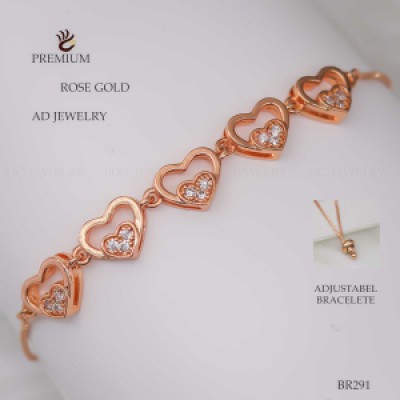 PREMIUM
ROSE GOLD
AD JEWELRY
ADJUSTABEL
BRACELETE
BR291